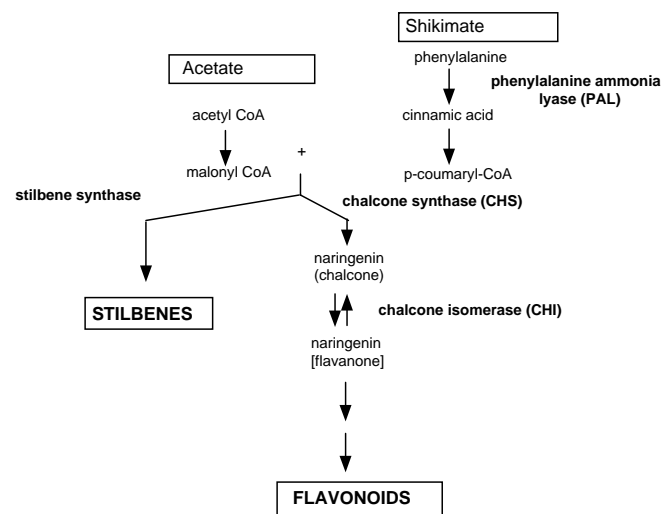 Shikimate
phenylalanine
Acetate
phenylalanine ammonia
lyase (PAL)
acetyl CoA
cinnamic acid
+
malonyl CoA
p-coumaryl-CoA
stilbene synthase
chalcone synthase (CHS)
naringenin
(chalcone)
STILBENES
chalcone isomerase (CHI)
naringenin
[flavanone]
FLAVONOIDS